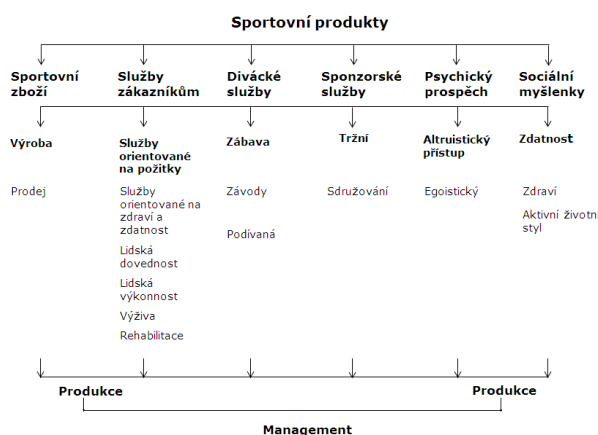 Sportovní produkty
Sportovní
zboží
Služby
zákazníkům
Divácké
služby
Sponzorské
služby
Psychický
prospěch
Sociální
myšlenky
Výroba
Služby
orientované
na požitky
Zábava
Tržní
Altruistický
přístup
Zdatnost
Prodej
Služby
orientované na
zdraví a
zdatnost
Lidská
dovednost
Lidská
výkonnost
Výživa
Rehabilitace
Závody
Podívaná
Sdružování
Egoistický
Zdraví
Aktivní životn
styl
Produkce
Produkce
Management